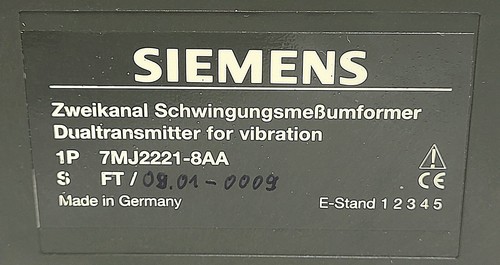 SIEMENS
Zweikanal Schwingungsmeßumformer
Dualtransmitter for vibration
1P 7MJ2221-8AA
S FT / 09.01-0009
CE
Made in Germany E-Stand 1 2 3 4 5